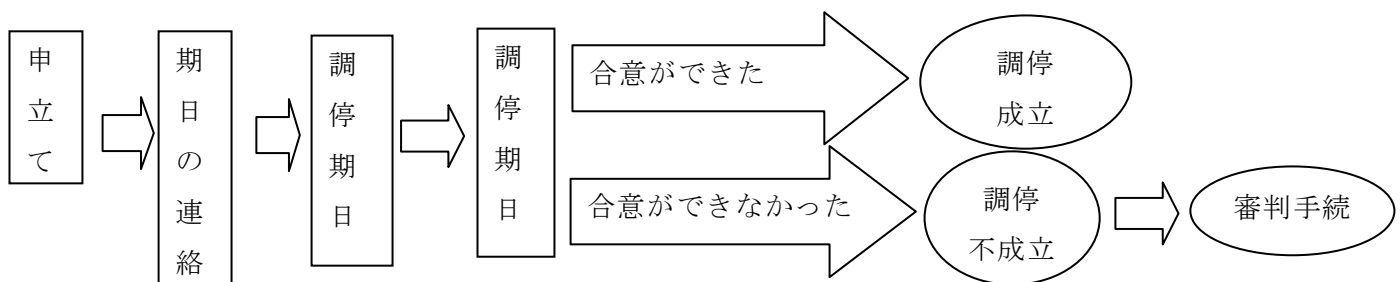 申立て
期日の連絡
調停期日
調停期日
合意ができた
調停
成立
合意ができなかった
調停
不成立
審判手続